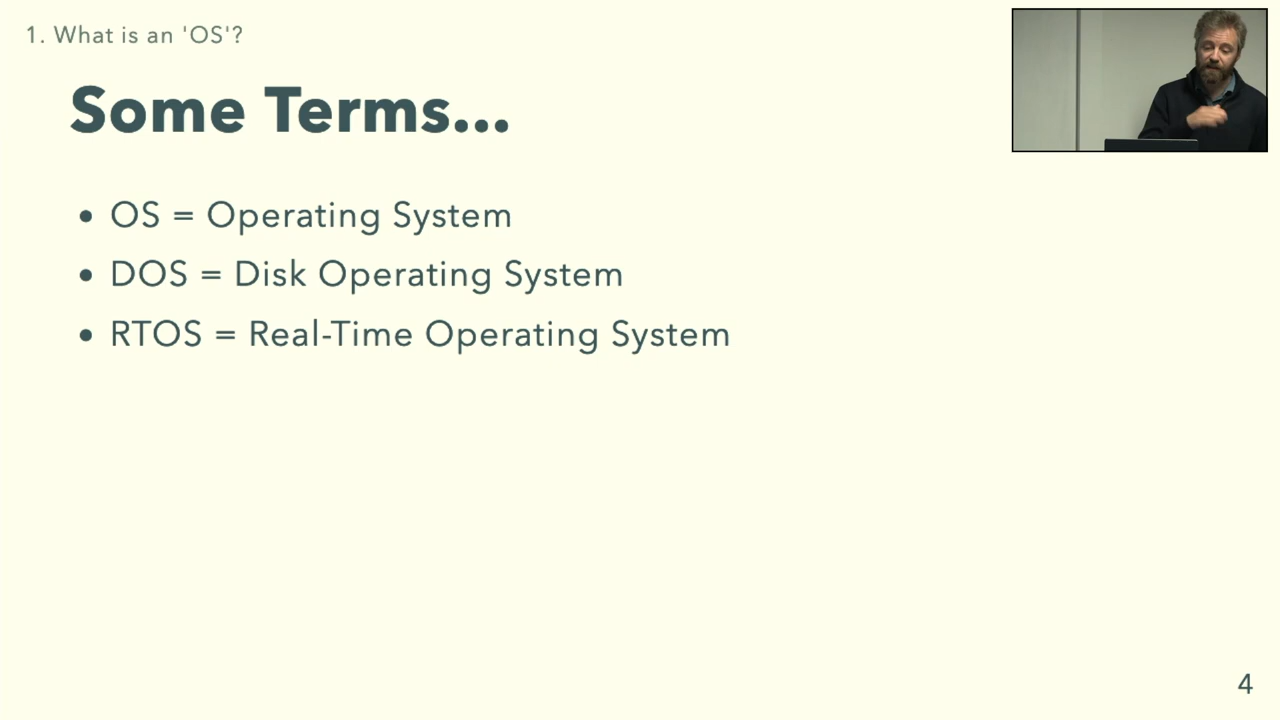 1. What is an 'OS'?
Some Terms...
• OS = Operating System
• DOS = Disk Operating System
• RTOS = Real-Time Operating System
4